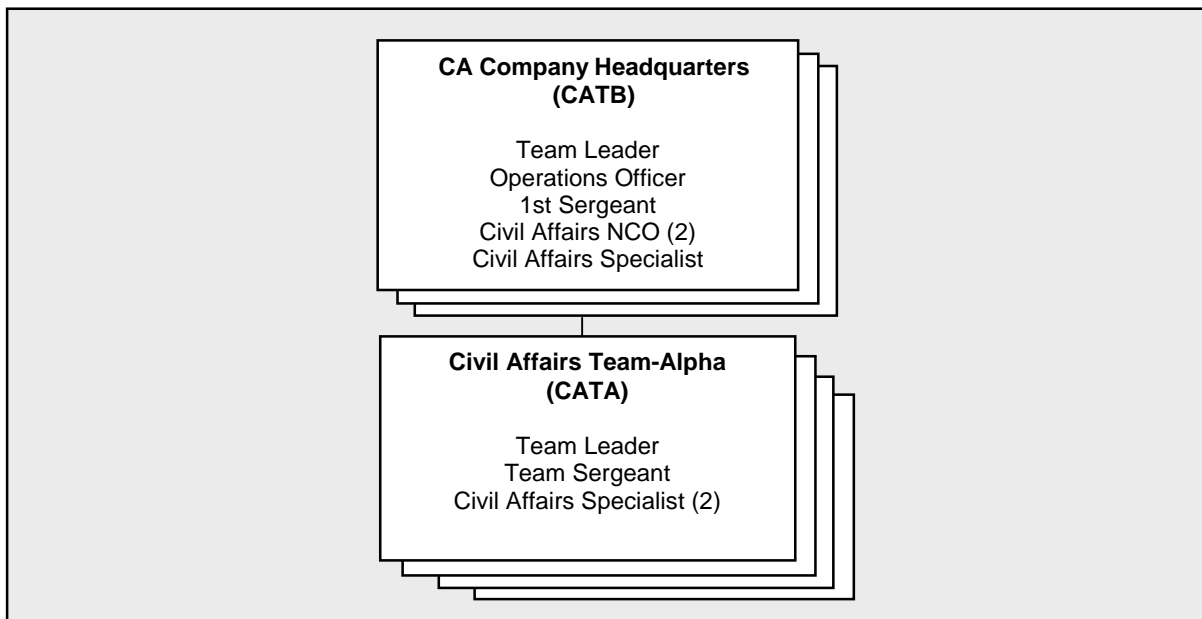 CA Company Headquarters
(CATB)
Team Leader
Operations Officer
1st Sergeant
Civil Affairs NCO (2)
Civil Affairs Specialist
Civil Affairs Team-Alpha
(CATA)
Team Leader
Team Sergeant
Civil Affairs Specialist (2)